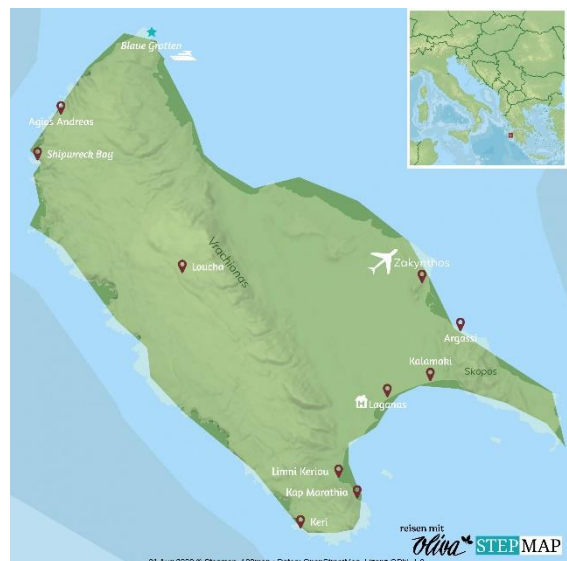 Blaue Grotten
Agios Andreas
Shipwreck Bay
Loucha
Vrachionas
Zakynthos
Argassi
Kalamaki
Skopos
Laganas
Limni Keriou
Kap Marathia
Keri
reisen mit
Oliva
STEPMAP